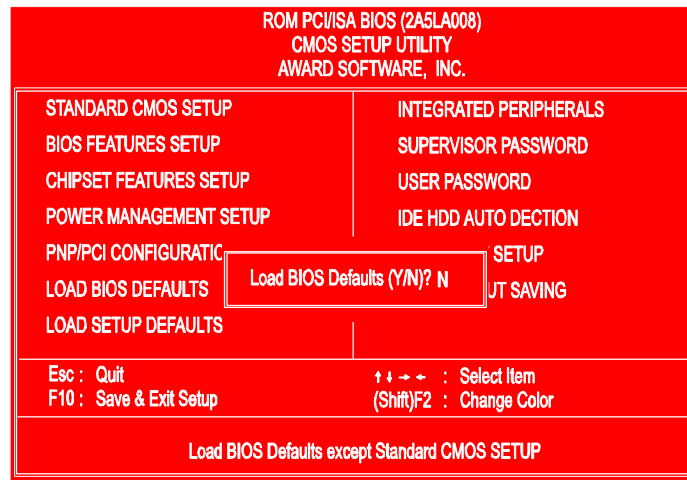 ROM PCI/ISA BIOS (2A5LA008)
CMOS SETUP UTILITY
AWARD SOFTWARE, INC.
STANDARD CMOS SETUP
BIOS FEATURES SETUP
CHIPSET FEATURES SETUP
POWER MANAGEMENT SETUP
PNP/PCI CONFIGURATIC
LOAD BIOS DEFAULTS
LOAD SETUP DEFAULTS
INTEGRATED PERIPHERALS
SUPERVISOR PASSWORD
USER PASSWORD
IDE HDD AUTO DECTION
SETUP
UT SAVING
Load BIOS Defaults (Y/N)? N
Esc : Quit
F10 : Save & Exit Setup
↑ ↓ → ← : Select Item
(Shift)F2 : Change Color
Load BIOS Defaults except Standard CMOS SETUP